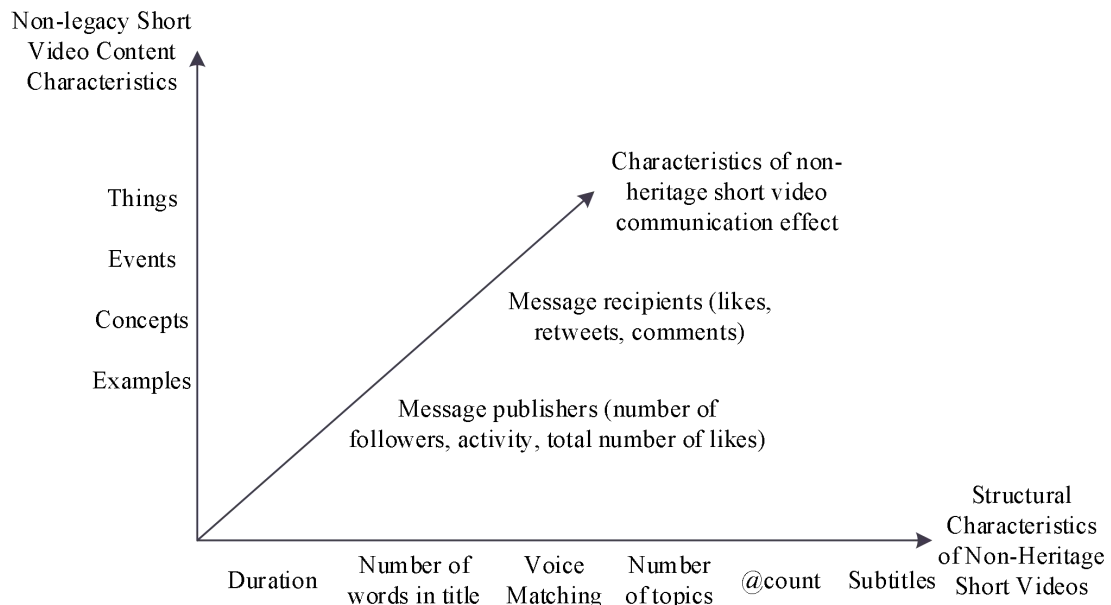 Non-legacy Short
Video Content
Characteristics
Things
Events
Concepts
Examples
Characteristics of non-
heritage short video
communication effect
Message recipients (likes,
retweets, comments)
Message publishers (number of
followers, activity, total number of likes)
Structural
Characteristics
of Non-Heritage
Short Videos
Duration
Number of
words in title
Voice
Matching
Number
of topics
@count
Subtitles